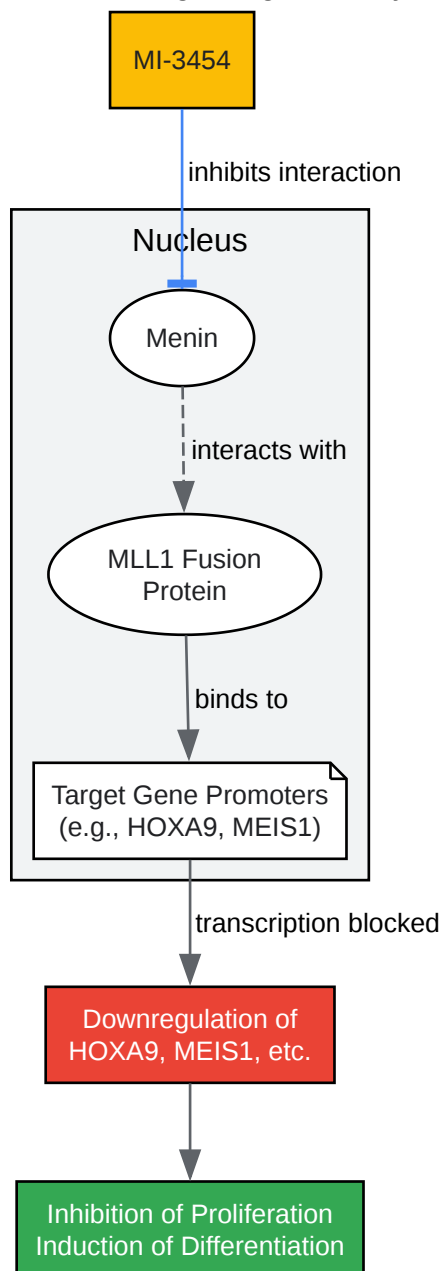 MI-3454
inhibits interaction
Nucleus
Menin
interacts with
MLL1 Fusion
Protein
binds to
Target Gene Promoters
(e.g., HOXA9, MEIS1)
transcription blocked
Downregulation of
HOXA9, MEIS1, etc.
Inhibition of Proliferation
Induction of Differentiation